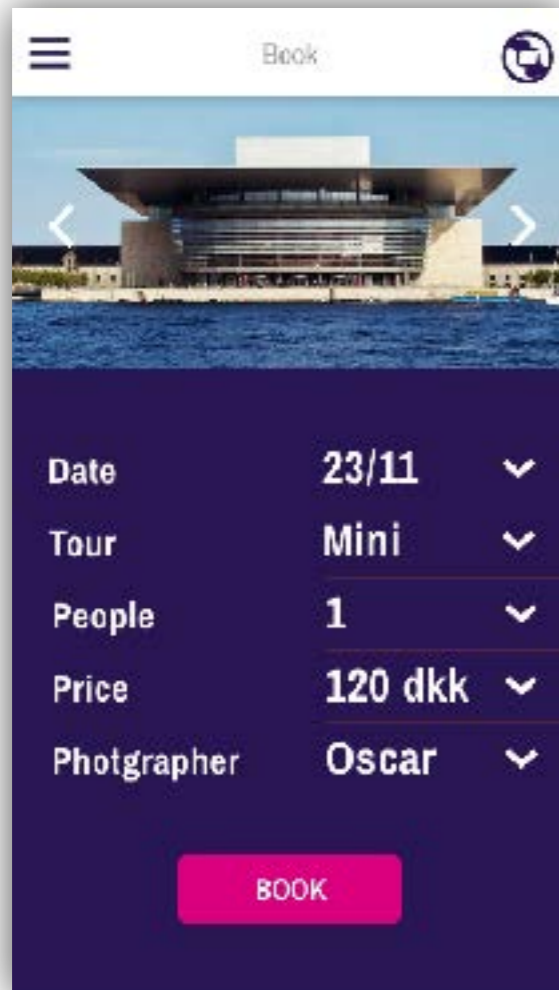 Book
Date 23/11
Tour Mini
People 1
Price 120 dkk
Photgrapher Oscar
BOOK